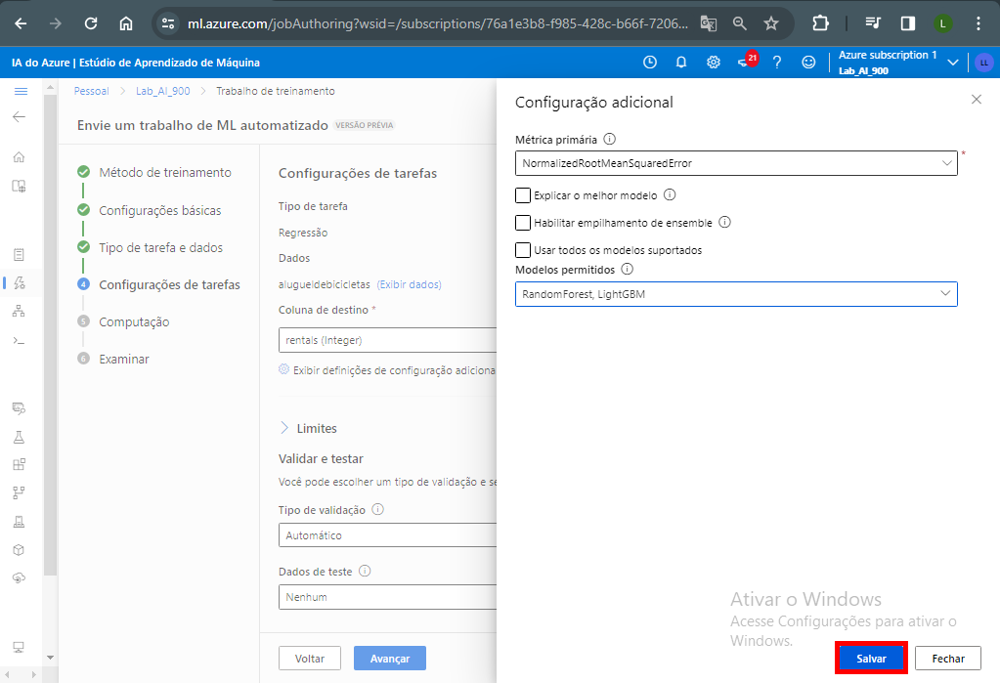 ml.azure.com/jobAuthoring?wsid=/subscriptions/76a1e3b8-f985-428c-b66f-7206...
L
IA do Azure | Estúdio de Aprendizado de Máquina
21
Azure subscription 1
Lab_AI_900
LL
Pessoal > Lab_AI_900 > Trabalho de treinamento
Envie um trabalho de ML automatizado VERSÃO PRÉVIA
Método de treinamento
Configurações básicas
Tipo de tarefa e dados
4 Configurações de tarefas
5 Computação
6 Examinar
Configurações de tarefas
Tipo de tarefa
Regressão
Dados
alugueldebicicletas (Exibir dados)
Coluna de destino *
rentais (Integer)
Exibir definições de configuração adiciona
Limites
Validar e testar
Você pode escolher um tipo de validação e se
Tipo de validação
Automático
Dados de teste
Nenhum
Voltar
Avançar
Configuração adicional
Métrica primária
*
NormalizedRootMeanSquaredError
Explicar o melhor modelo
Habilitar empilhamento de ensemble
Usar todos os modelos suportados
Modelos permitidos
RandomForest, LightGBM
Ativar o Windows
Acesse Configurações para ativar o
Windows.
Salvar
Fechar